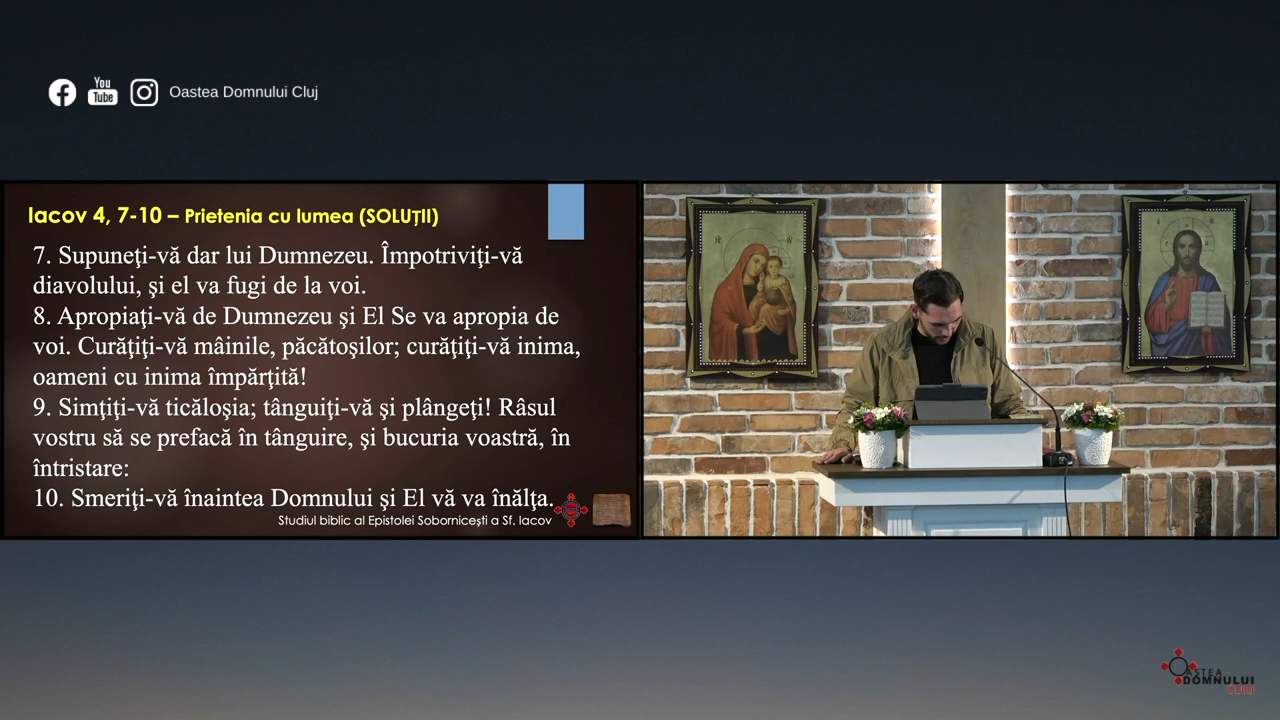 You
Tube
Oastea Domnului Cluj
Iacov 4, 7-10 – Prietenia cu lumea (SOLUȚII)
7. Supuneţi-vă dar lui Dumnezeu. Împotriviţi-vă
diavolului, şi el va fugi de la voi.
8. Apropiaţi-vă de Dumnezeu şi El Se va apropia de
voi. Curăţiţi-vă mâinile, păcătoşilor; curăţiţi-vă inima,
oameni cu inima împărţită!
9. Simţiţi-vă ticăloşia; tânguiţi-vă şi plângeţi! Râsul
vostru să se prefacă în tânguire, şi bucuria voastră, în
întristare:
10. Smeriţi-vă înaintea Domnului şi El vă va înălţa.
Studiul biblic al Epistolei Sobornicești a Sf. Iacov
OASTEA
DOMNULUI
CLUJ